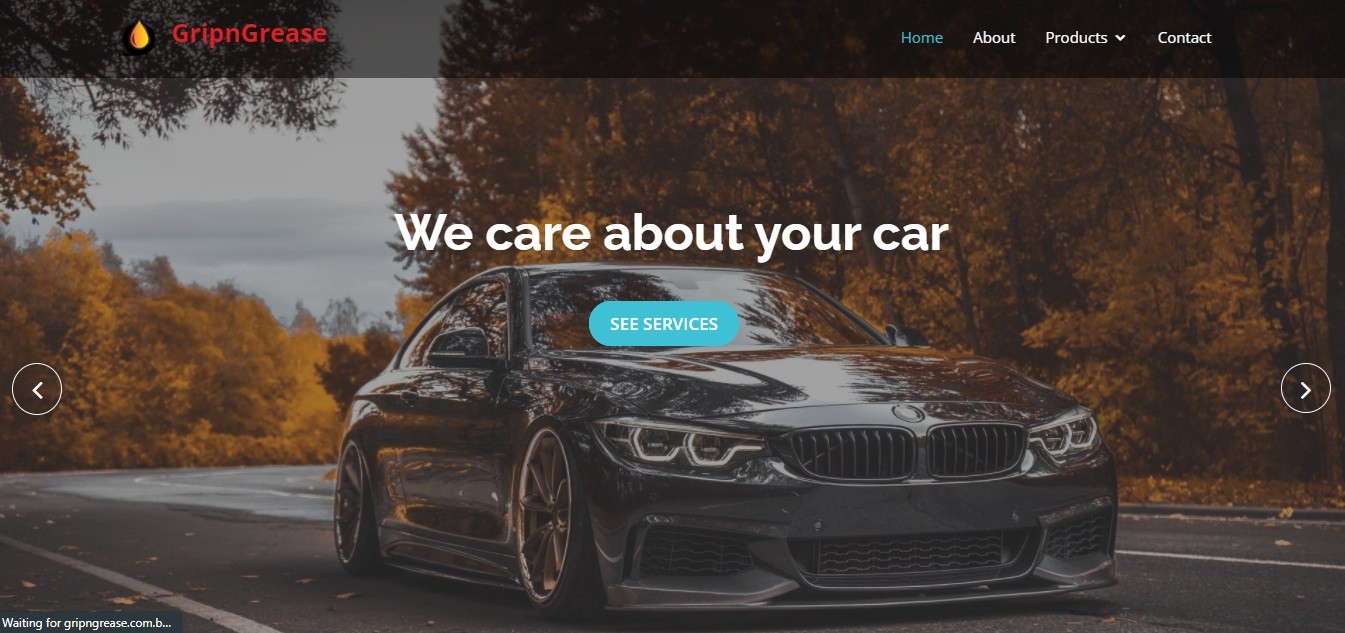 GripnGrease
Home About Products Contact
We care about your car
SEE SERVICES
Waiting for gripngrease.com.b...